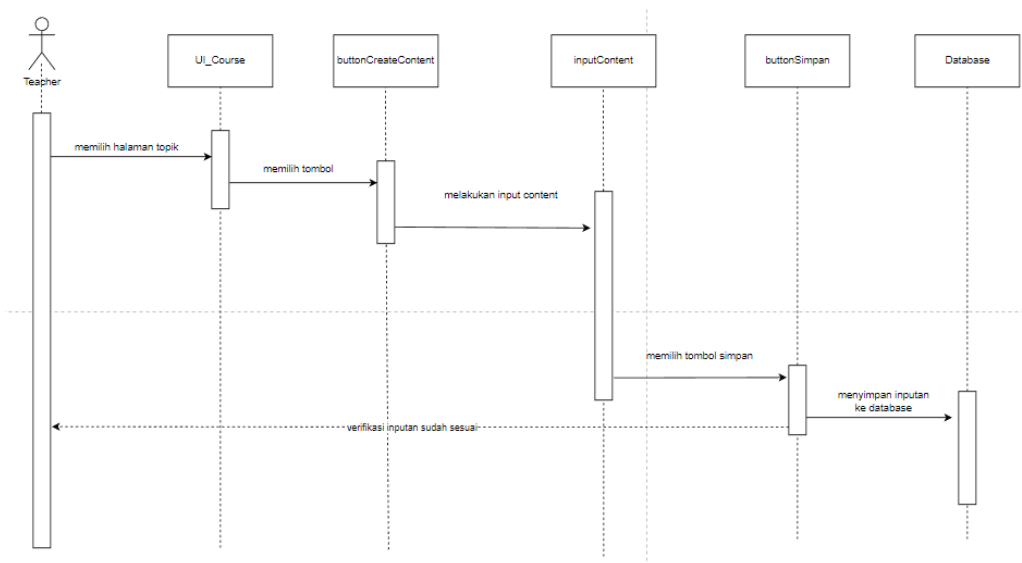 Teacher
UI_Course
buttonCreateContent
inputContent
buttonSimpan
Database
memilih halaman topik
memilih tombol
melakukan input content
memilih tombol simpan
menyimpan inputan
ke database
verifikasi inputan sudah sesuai